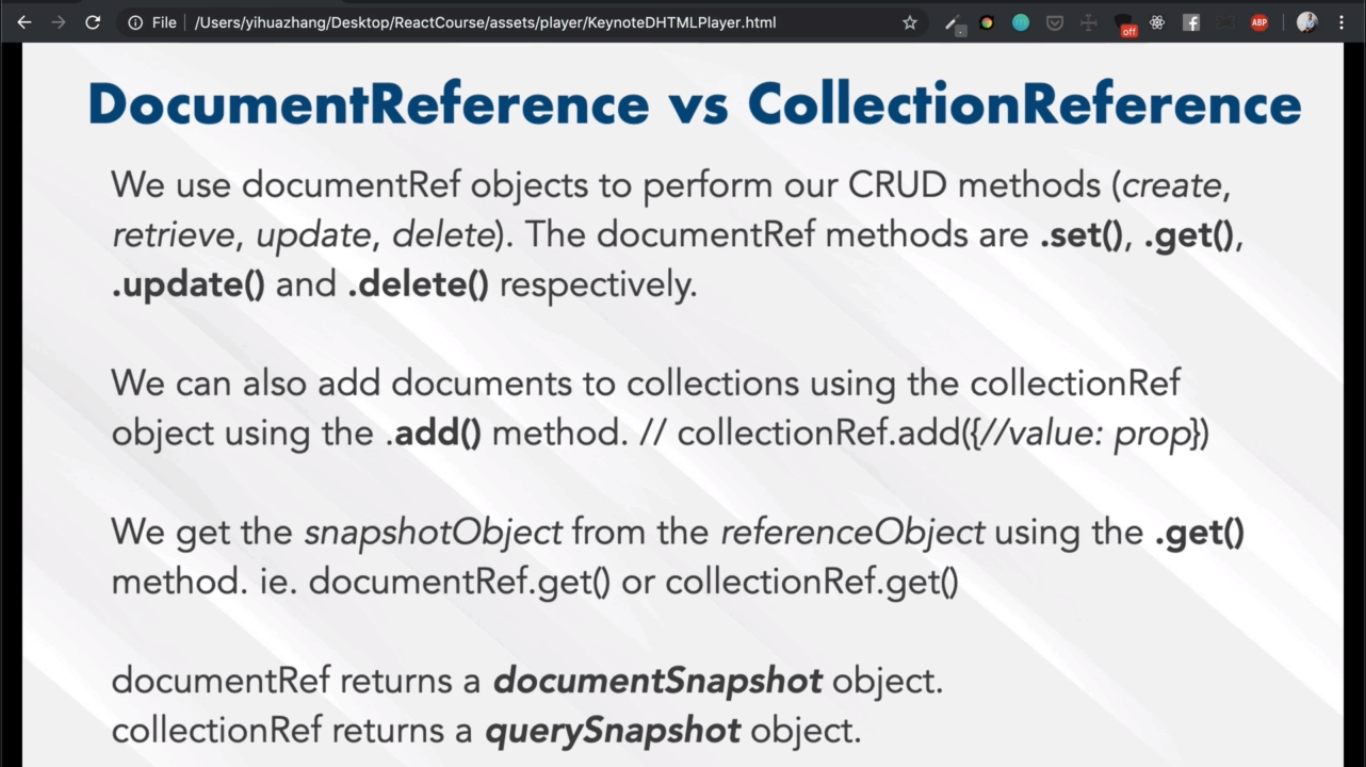 File /Users/yihuazhang/Desktop/ReactCourse/assets/player/KeynoteDHTMLPlayer.html
off
ABP
DocumentReference vs CollectionReference
We use documentRef objects to perform our CRUD methods (create,
retrieve, update, delete). The documentRef methods are .set(), .get(),
.update() and .delete() respectively.
We can also add documents to collections using the collectionRef
object using the .add() method. // collectionRef.add({//value: prop})
We get the snapshotObject from the referenceObject using the .get()
method. ie. documentRef.get() or collectionRef.get()
documentRef returns a documentSnapshot object.
collectionRef returns a querySnapshot object.